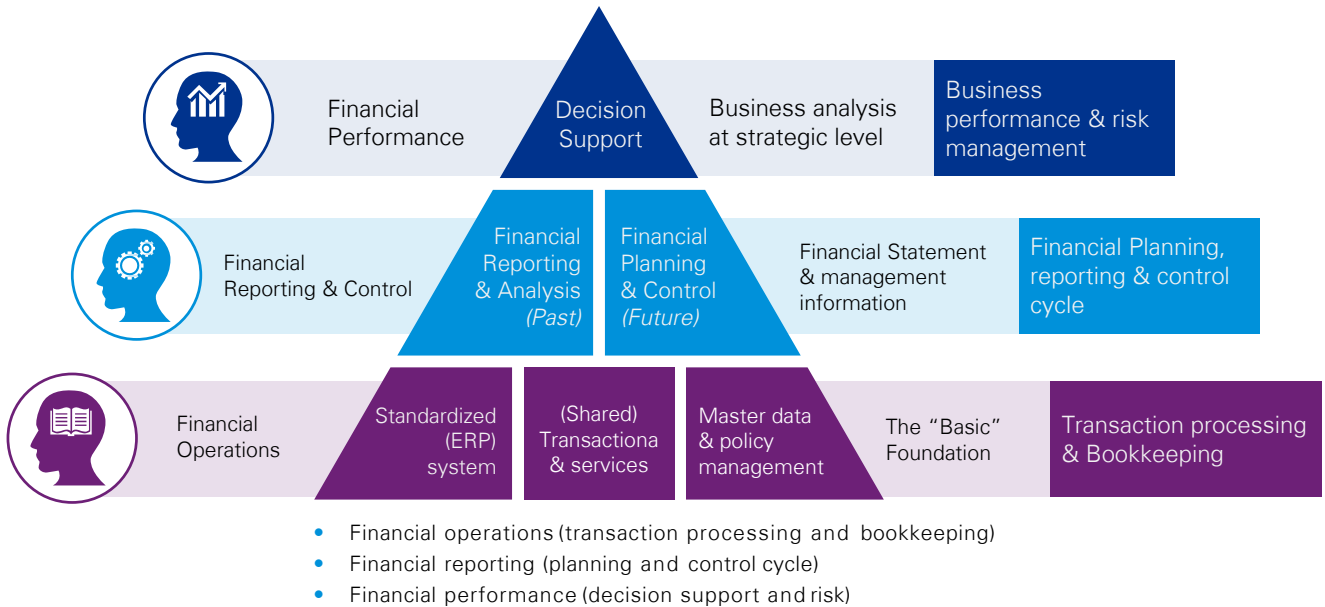 Financial
Performance
Decision
Support
Business analysis
at strategic level
Business
performance & risk
management
Financial
Reporting & Control
Financial
Reporting
& Analysis
(Past)
Financial
Planning
& Control
(Future)
Financial Statement
& management
information
Financial Planning,
reporting & control
cycle
Financial
Operations
Standardized
(ERP)
system
(Shared)
Transactiona
& services
Master data
& policy
management
The “Basic”
Foundation
Transaction processing
& Bookkeeping
• Financial operations (transaction processing and bookkeeping)
• Financial reporting (planning and control cycle)
• Financial performance (decision support and risk)